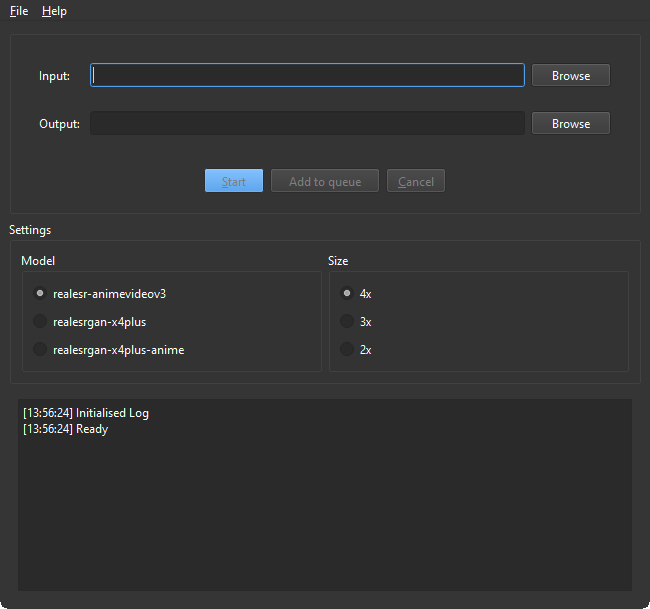 File Help
Input: Browse
Output: Browse
Start Add to queue Cancel
Settings
Model Size
realesr-animevideov3 4x
realesrgan-x4plus 3x
realesrgan-x4plus-anime 2x
[13:56:24] Initialised Log
[13:56:24] Ready